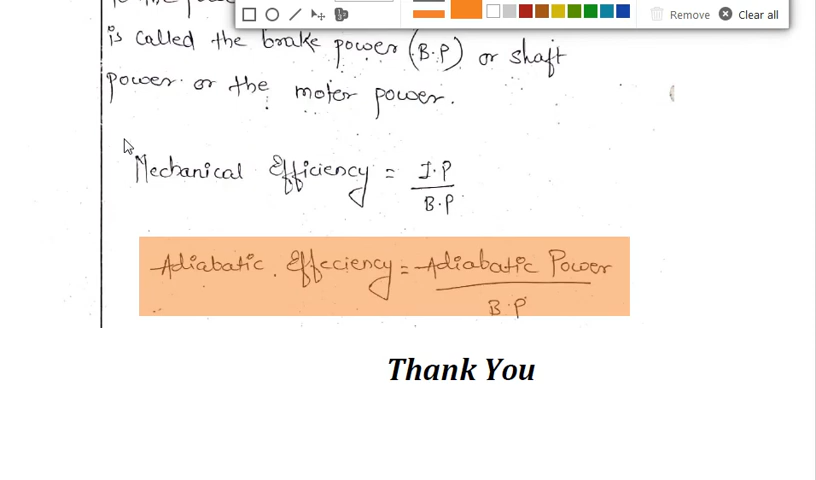 Remove
Clear all
is called the brake power (B.P) or shaft
power or the motor power.
Mechanical Efficiency = I.P
B.P
Adiabatic Effeciency = Adiabatic Power
B.P
Thank You